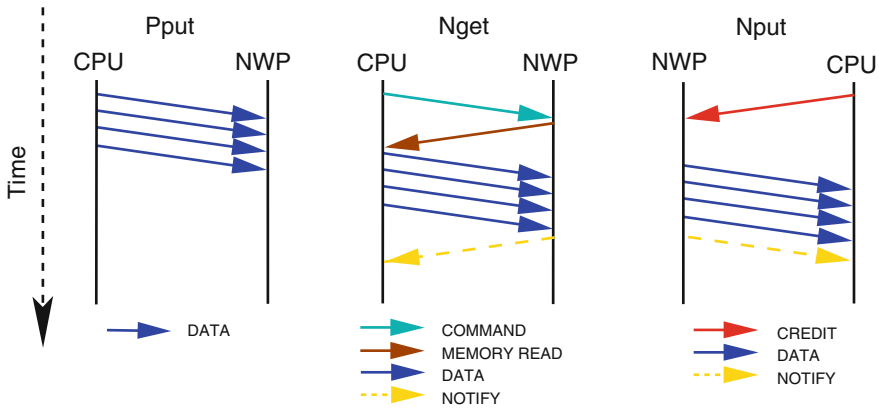 Pput
Nget
Nput
CPU
NWP
CPU
NWP
NWP
CPU
Time
DATA
COMMAND
MEMORY READ
DATA
NOTIFY
CREDIT
DATA
NOTIFY